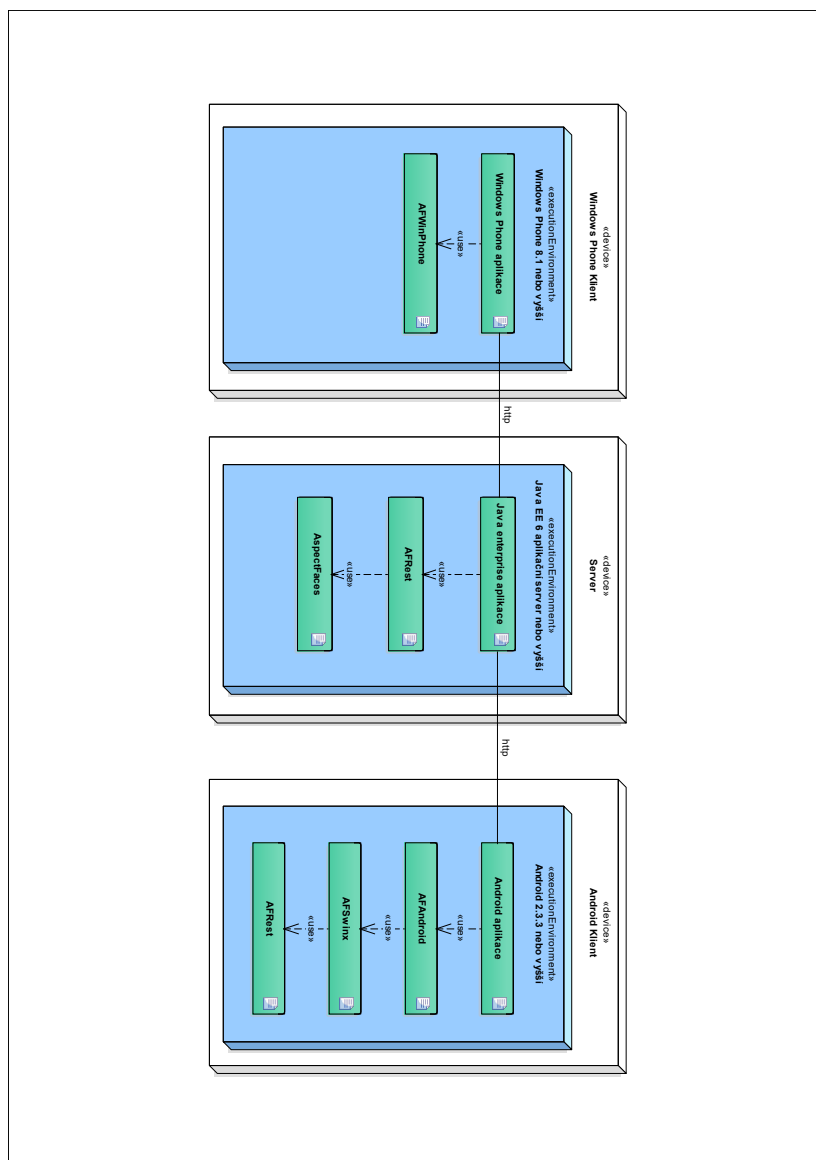 «device»
Windows Phone Klient
«executionEnvironment»
Windows Phone 8.1 nebo vyšší
Windows Phone aplikace
«use»
AFWinPhone
http
«device»
Server
«executionEnvironment»
Java EE 6 aplikační server nebo vyšší
Java enterprise aplikace
«use»
AFRest
«use»
AspectFaces
http
«device»
Android Klient
«executionEnvironment»
Android 2.3.3 nebo vyšší
Android aplikace
«use»
AFAndroid
«use»
AFSwinx
«use»
AFRest